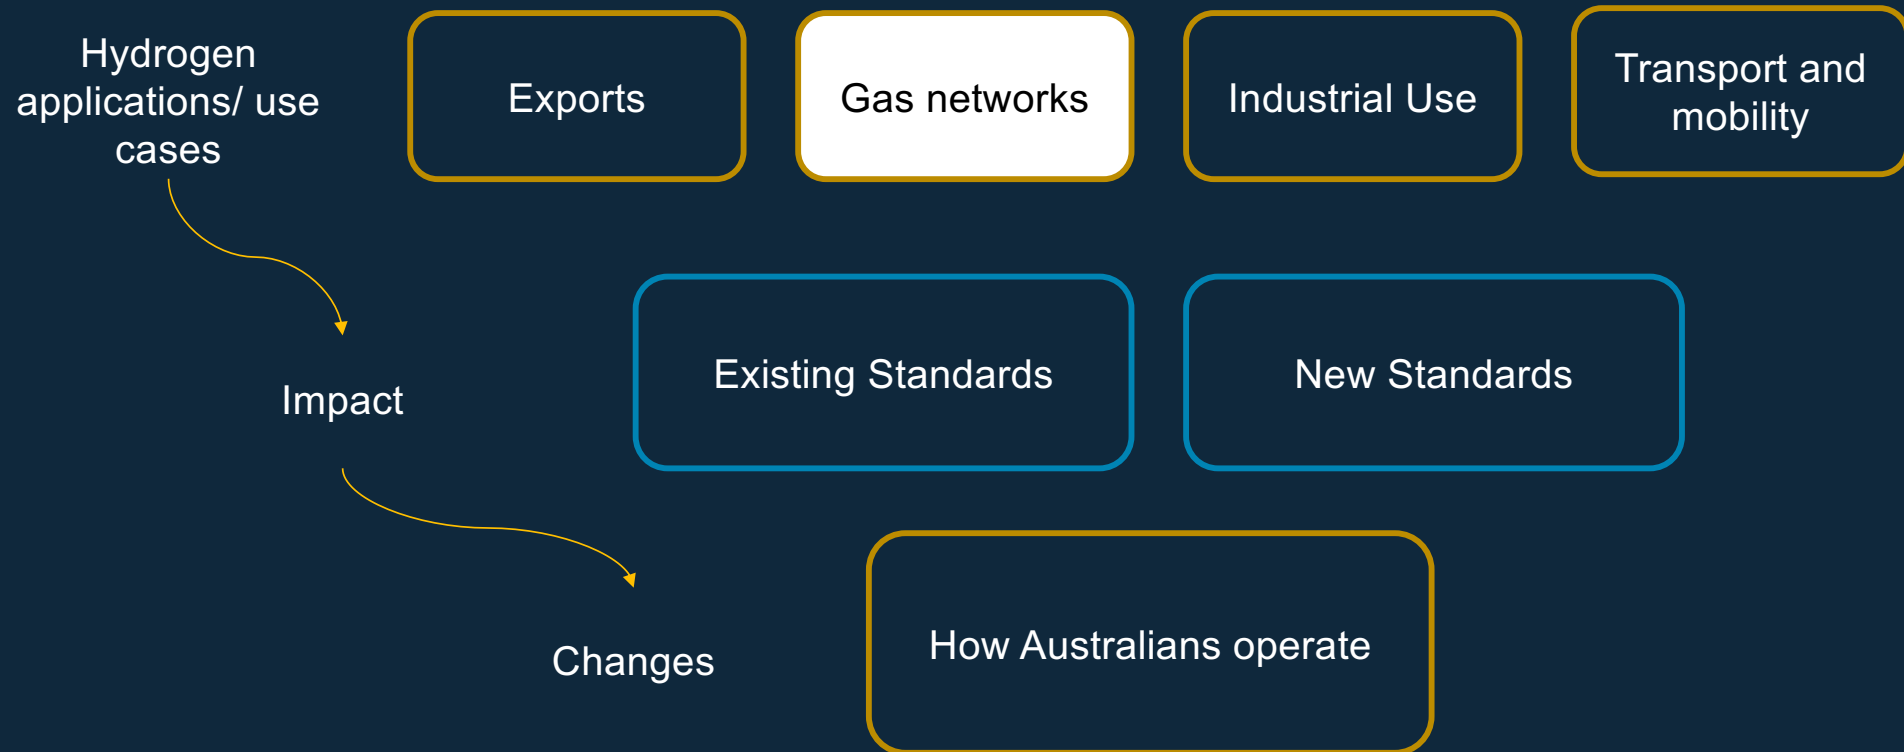 Hydrogen
applications/ use
cases
Exports
Gas networks
Industrial Use
Transport and
mobility
Impact
Existing Standards
New Standards
Changes
How Australians operate